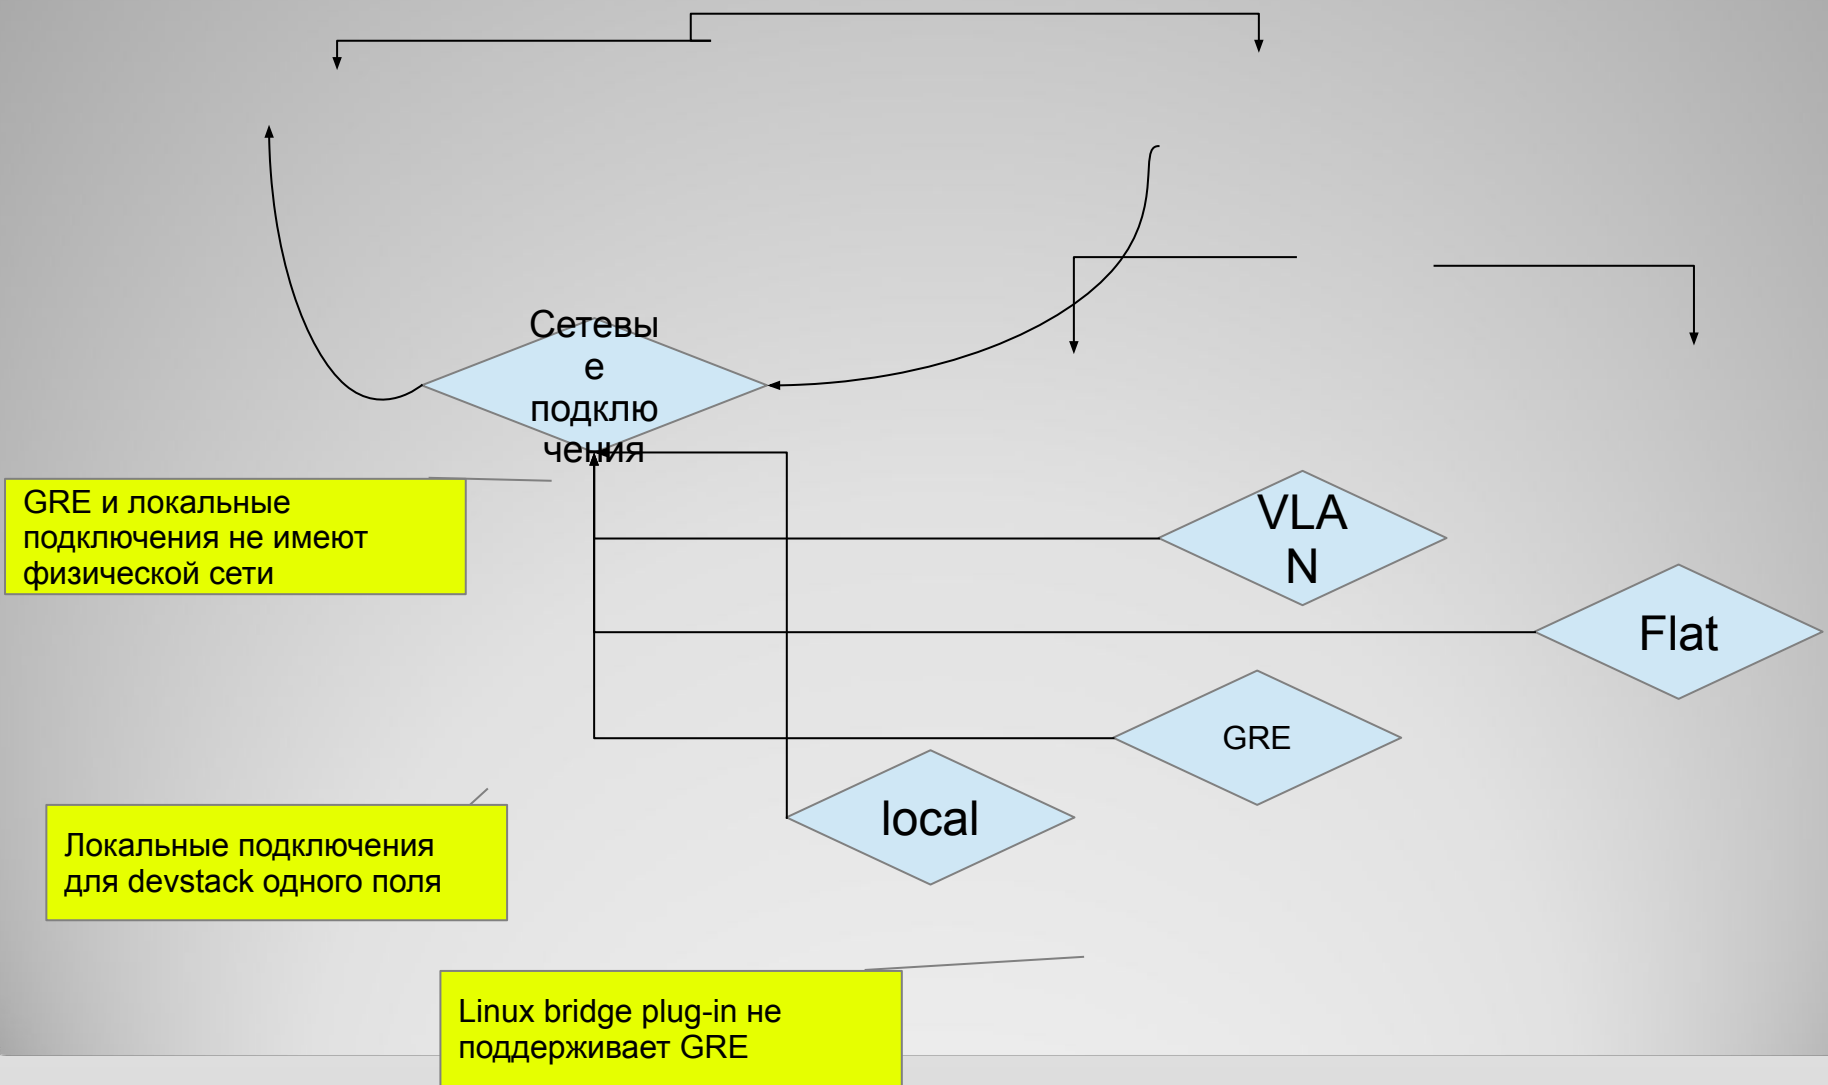 Сетевы
е
подклю
чения
GRE и локальные
подключения не имеют
физической сети
VLA
N
Flat
GRE
local
Локальные подключения
для devstack одного поля
Linux bridge plug-in не
поддерживает GRE